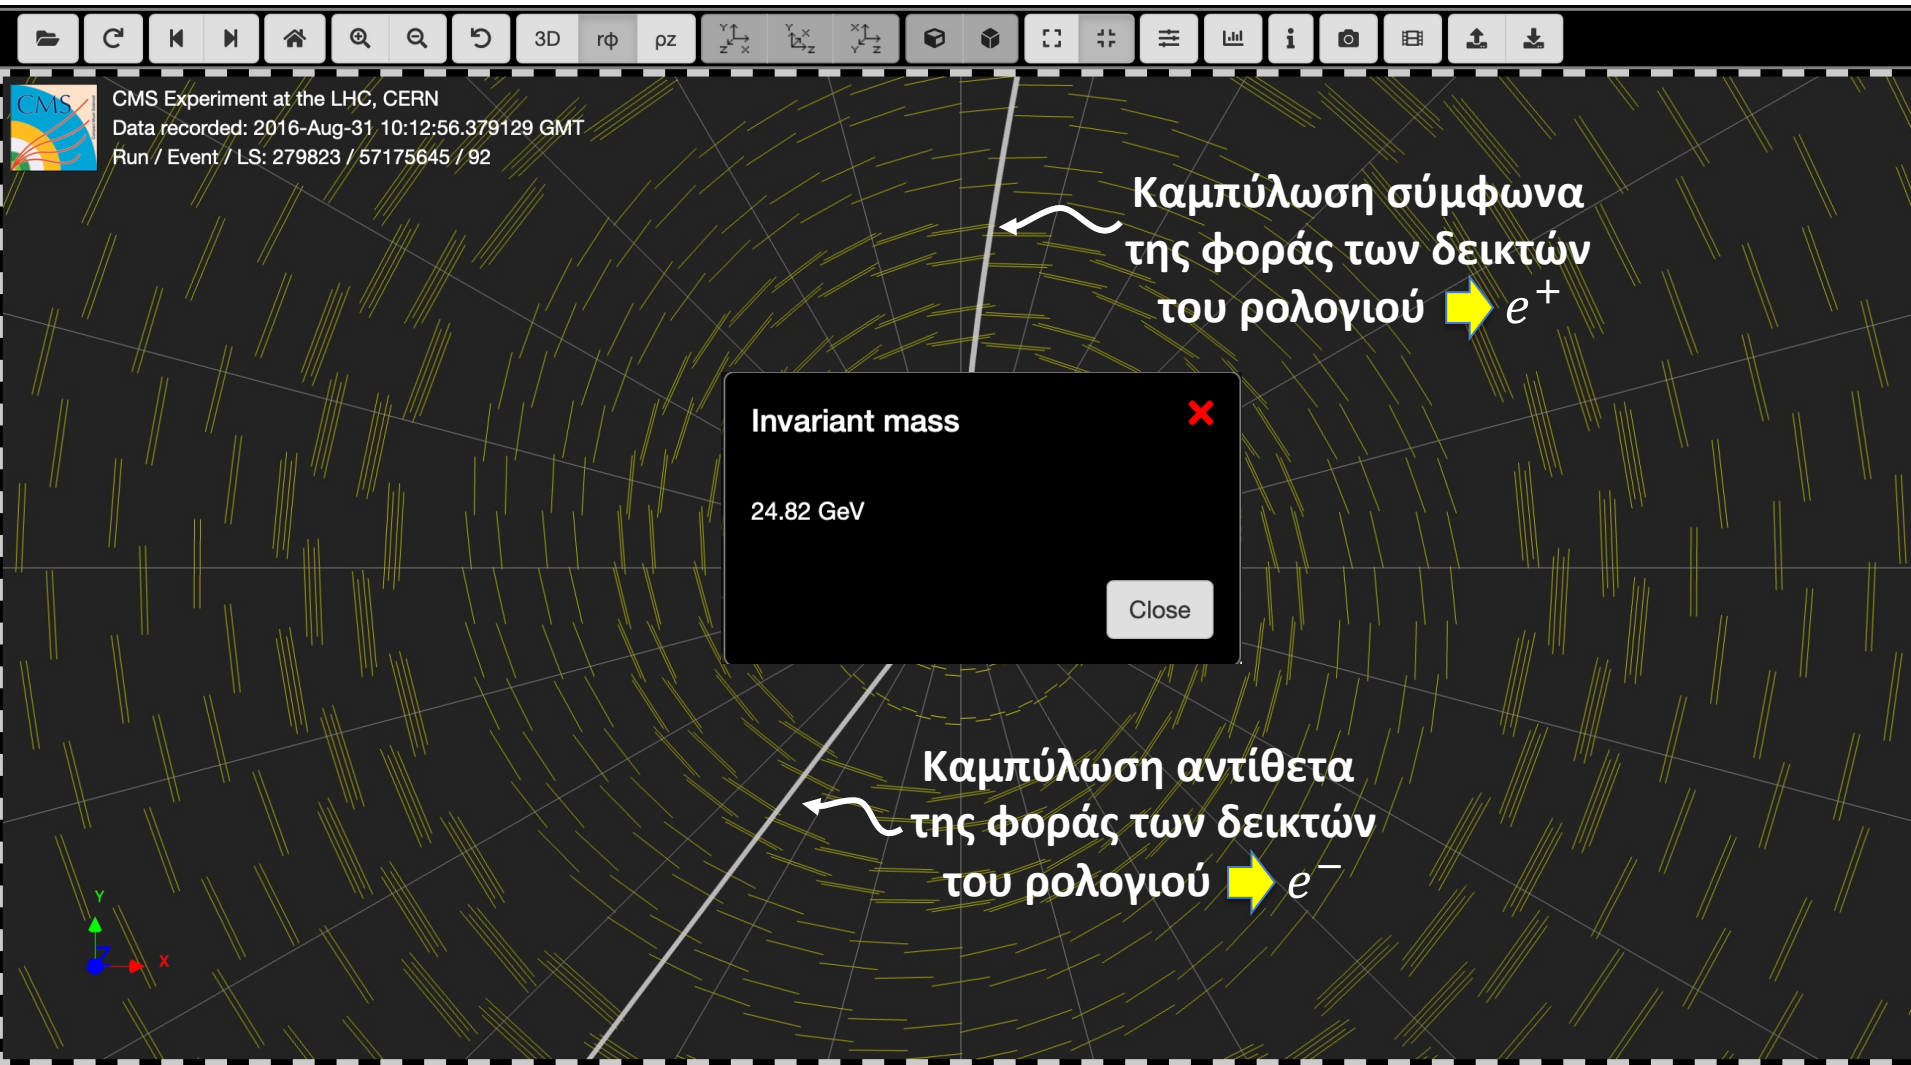 3D rϕ ρz
CMS
CMS Experiment at the LHC, CERN
Data recorded: 2016-Aug-31 10:12:56.379129 GMT
Run / Event / LS: 279823 / 57175645 / 92
Καμπύλωση σύμφωνα
της φοράς των δεικτών
του ρολογιού e⁺
Invariant mass
24.82 GeV
Close
Καμπύλωση αντίθετα
της φοράς των δεικτών
του ρολογιού e⁻
Y
Z
X